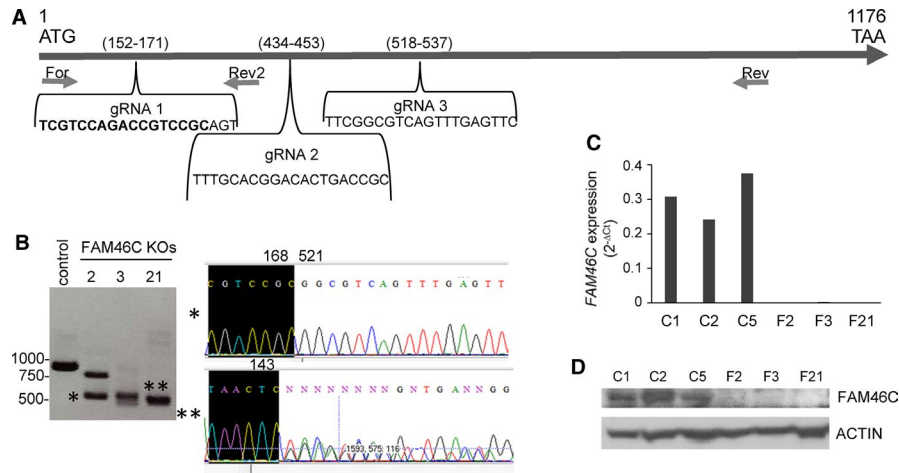 A
1
ATG
(152-171)
(434-453)
(518-537)
1176
TAA
For
Rev2
Rev
gRNA 1
TCGTCCAGACCGTCCGCAGT
gRNA 2
TTTGCACGGACACTGACCGC
gRNA 3
TTCGGCGTCAGTTTGAGTTC
B
control
FAM46C KOs
2 3 21
1000
750
500
*
**
168 521
*
C G T C C G C G G C G T C A G T T T G A G T T
143
**
T A A C T C N N N N N N N N G N T G A N N G G
1593, 575, 116
C
FAM46C expression
(2-ΔCt)
0.4
0.3
0.2
0.1
0
C1 C2 C5 F2 F3 F21
D
C1 C2 C5 F2 F3 F21
FAM46C
ACTIN